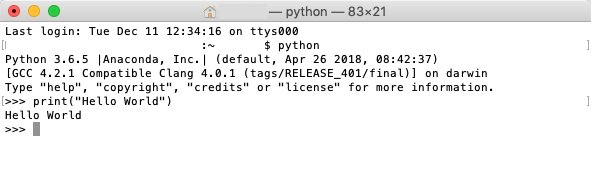 — python — 83×21
Last login: Tue Dec 11 12:34:16 on ttys000
[ :~ $ python ]
Python 3.6.5 |Anaconda, Inc.| (default, Apr 26 2018, 08:42:37)
[GCC 4.2.1 Compatible Clang 4.0.1 (tags/RELEASE_401/final)] on darwin
Type "help", "copyright", "credits" or "license" for more information.
[>>> print("Hello World") ]
Hello World
>>>